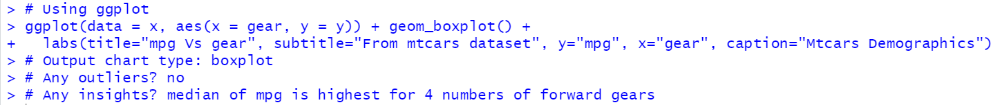 > # Using ggplot
> ggplot(data = x, aes(x = gear, y = y)) + geom_boxplot() +
+   labs(title="mpg Vs gear", subtitle="From mtcars dataset", y="mpg", x="gear", caption="Mtcars Demographics")
> # Output chart type: boxplot
> # Any outliers? no
> # Any insights? median of mpg is highest for 4 numbers of forward gears